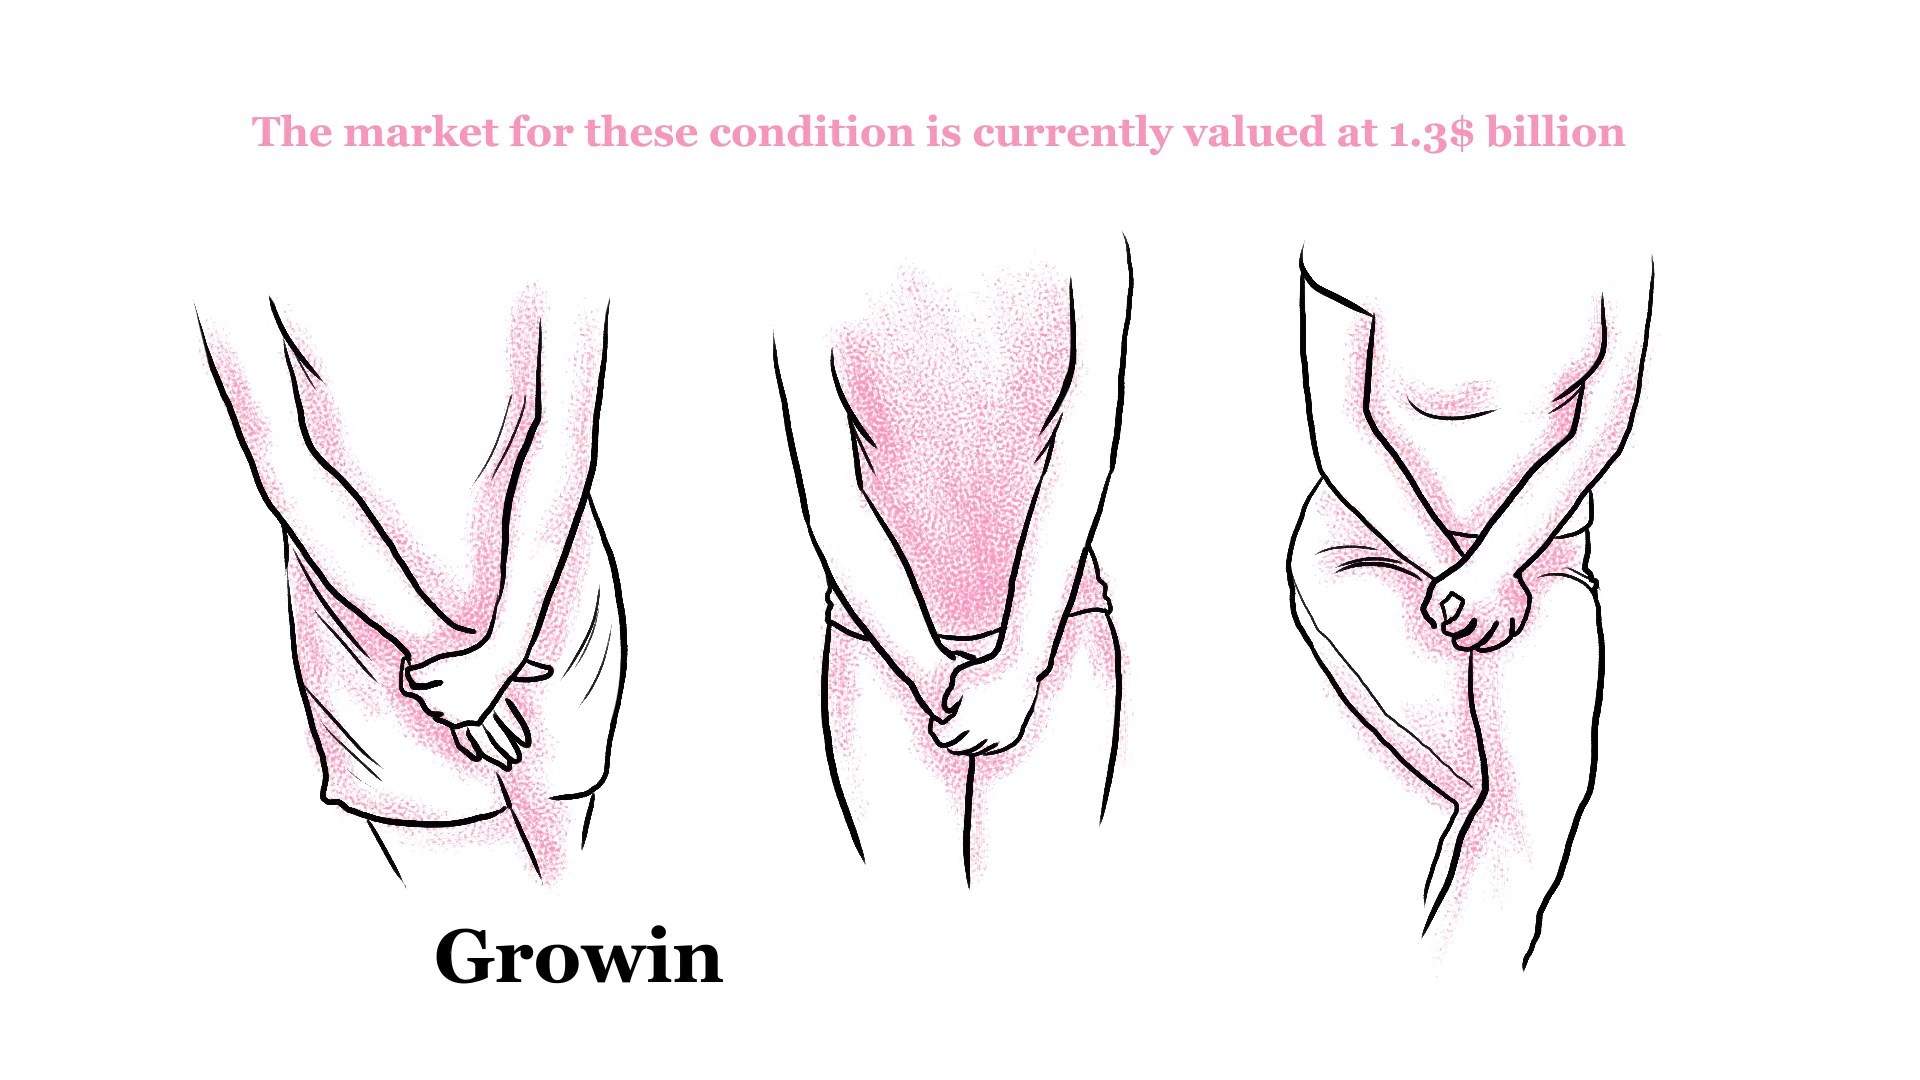 The market for these condition is currently valued at 1.3$ billion
Growin